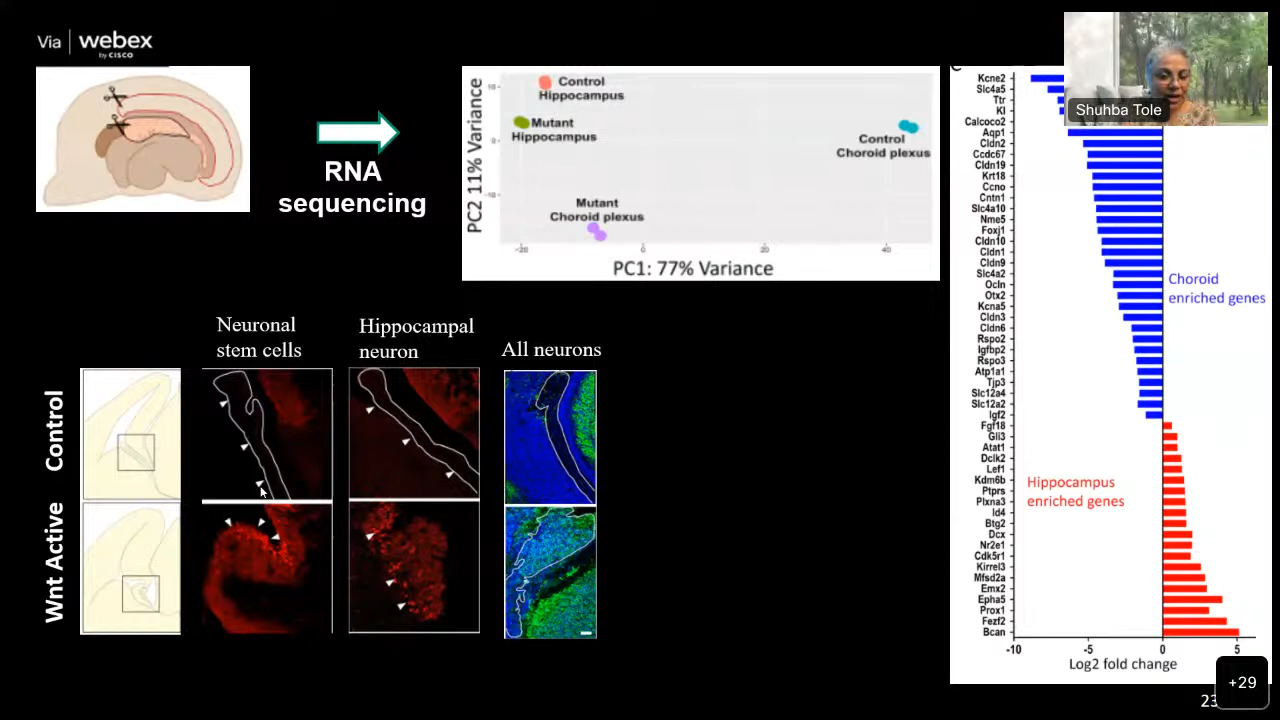 Via webex
by CISCO
RNA
sequencing
PC2 11% Variance
10
0
-10
Control
Hippocampus
Mutant
Hippocampus
Control
Choroid plexus
Mutant
Choroid plexus
-20
0
20
40
PC1: 77% Variance
Neuronal
stem cells
Hippocampal
neuron
All neurons
Control
Wnt Active
Shuhba Tole
Kcne2
Slc4a5
Ttr
Kl
Calcoco2
Aqp1
Cldn2
Ccdc67
Cldn19
Krt18
Ccno
Cntn1
Slc4a10
Nme5
Foxj1
Cldn10
Cldn1
Cldn9
Slc4a2
Ocln
Otx2
Kcna5
Cldn3
Cldn6
Rspo2
Igfbp2
Rspo3
Atp1a1
Tjp3
Slc12a4
Slc12a2
Igf2
Fgf18
Gli3
Atat1
Dclk2
Lef1
Kdm6b
Ptprs
Plxna3
Id4
Btg2
Dcx
Nr2e1
Cdk5r1
Kirrel3
Mfsd2a
Emx2
Epha5
Prox1
Fezf2
Bcan
Choroid
enriched genes
Hippocampus
enriched genes
-10
-5
0
5
Log2 fold change
+29